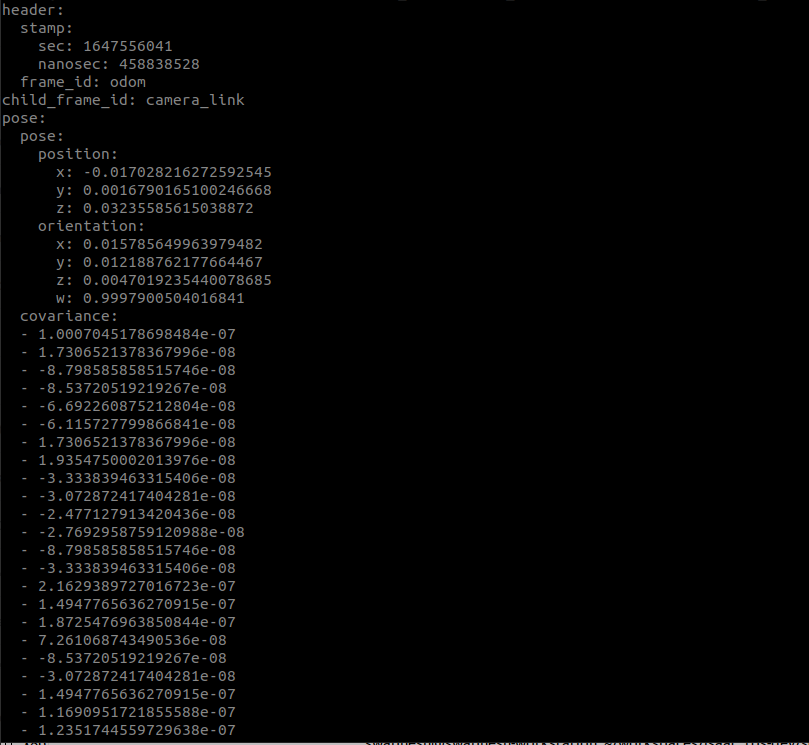 header:
  stamp:
    sec: 1647556041
    nanosec: 458838528
  frame_id: odom
child_frame_id: camera_link
pose:
  pose:
    position:
      x: -0.017028216272592545
      y: 0.0016790165100246668
      z: 0.03235585615038872
    orientation:
      x: 0.015785649963979482
      y: 0.012188762177664467
      z: 0.0047019235440078685
      w: 0.9997900504016841
  covariance:
  - 1.0007045178698484e-07
  - 1.7306521378367996e-08
  - -8.798585858515746e-08
  - -8.53720519219267e-08
  - -6.692260875212804e-08
  - -6.115727799866841e-08
  - 1.7306521378367996e-08
  - 1.9354750002013976e-08
  - -3.333839463315406e-08
  - -3.072872417404281e-08
  - -2.477127913420436e-08
  - -2.7692958759120988e-08
  - -8.798585858515746e-08
  - -3.333839463315406e-08
  - 2.1629389727016723e-07
  - 1.4947765636270915e-07
  - 1.8725476963850844e-07
  - 7.261068743490536e-08
  - -8.53720519219267e-08
  - -3.072872417404281e-08
  - 1.4947765636270915e-07
  - 1.1690951721855588e-07
  - 1.2351744559729638e-07